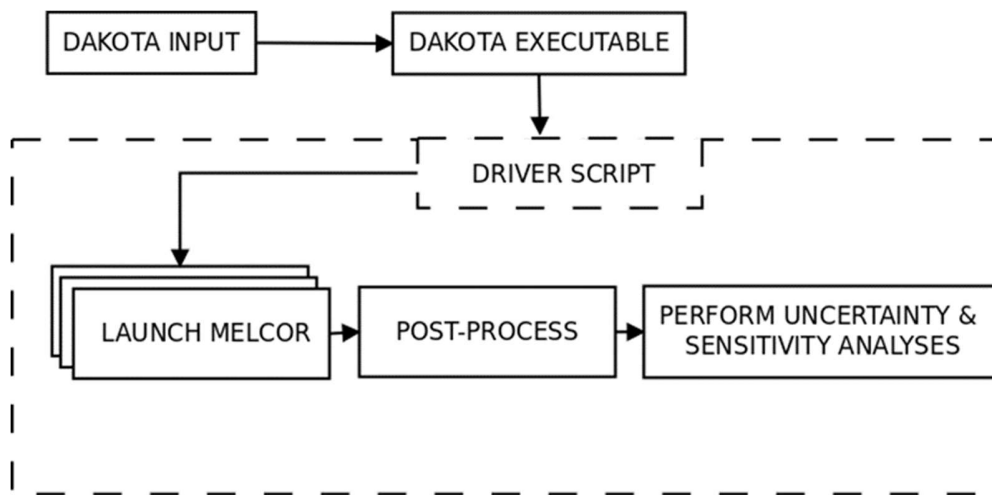 DAKOTA INPUT
DAKOTA EXECUTABLE
DRIVER SCRIPT
LAUNCH MELCOR
POST-PROCESS
PERFORM UNCERTAINTY &
SENSITIVITY ANALYSES